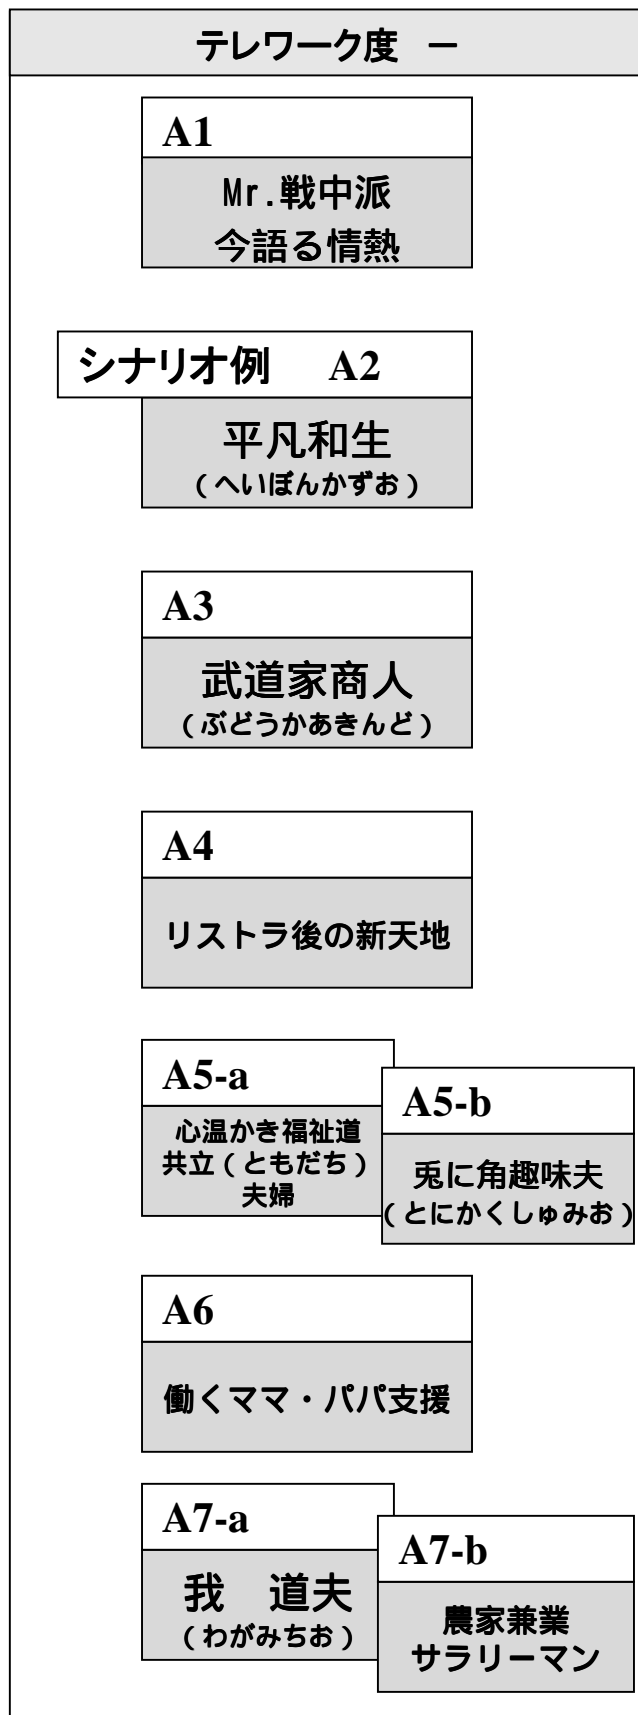 テレワーク度 －
A1
Mr.戦中派
今語る情熱
シナリオ例 A2
平凡和生
（へいぼんかずお）
A3
武道家商人
（ぶどうかあきんど）
A4
リストラ後の新天地
A5-a
心温かき福祉道
共立（ともだち）
夫婦
A5-b
兎に角趣味夫
（とにかくしゅみお）
A6
働くママ・パパ支援
A7-a
我　道夫
（わがみちお）
A7-b
農家兼業
サラリーマン